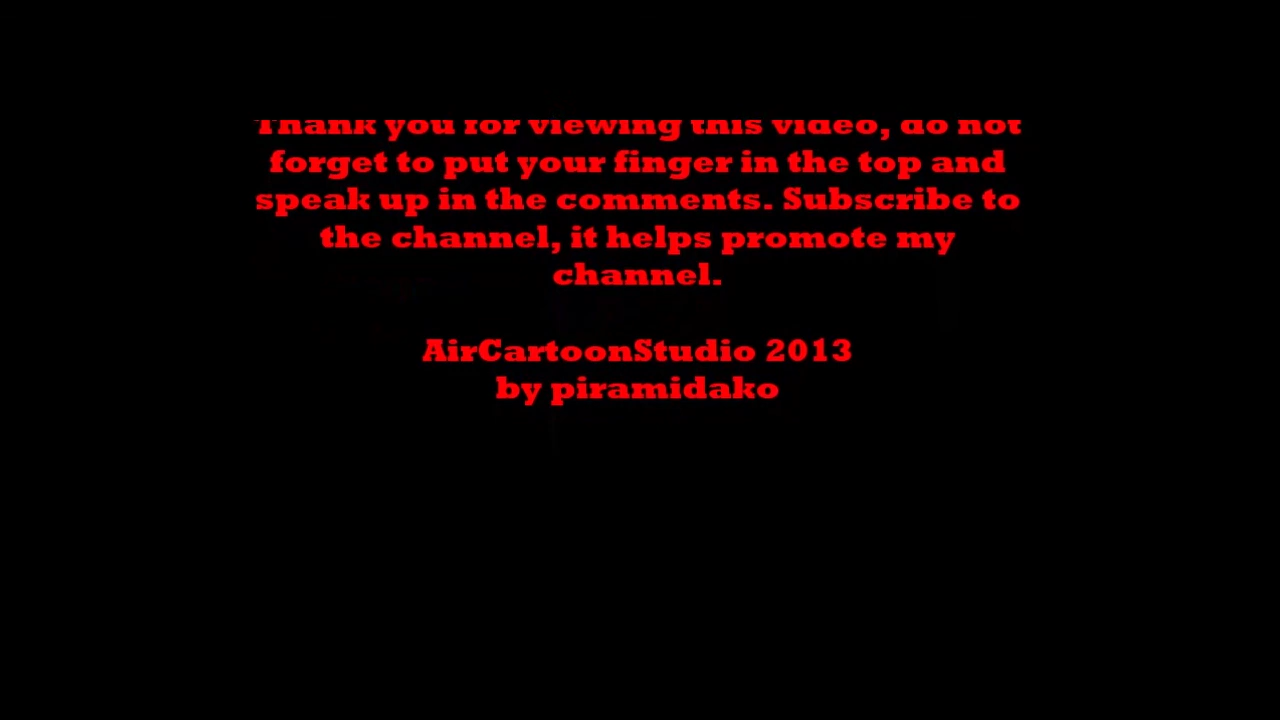 Thank you for viewing this video, do not
forget to put your finger in the top and
speak up in the comments. Subscribe to
the channel, it helps promote my
channel.
AirCartoonStudio 2013
by piramidako